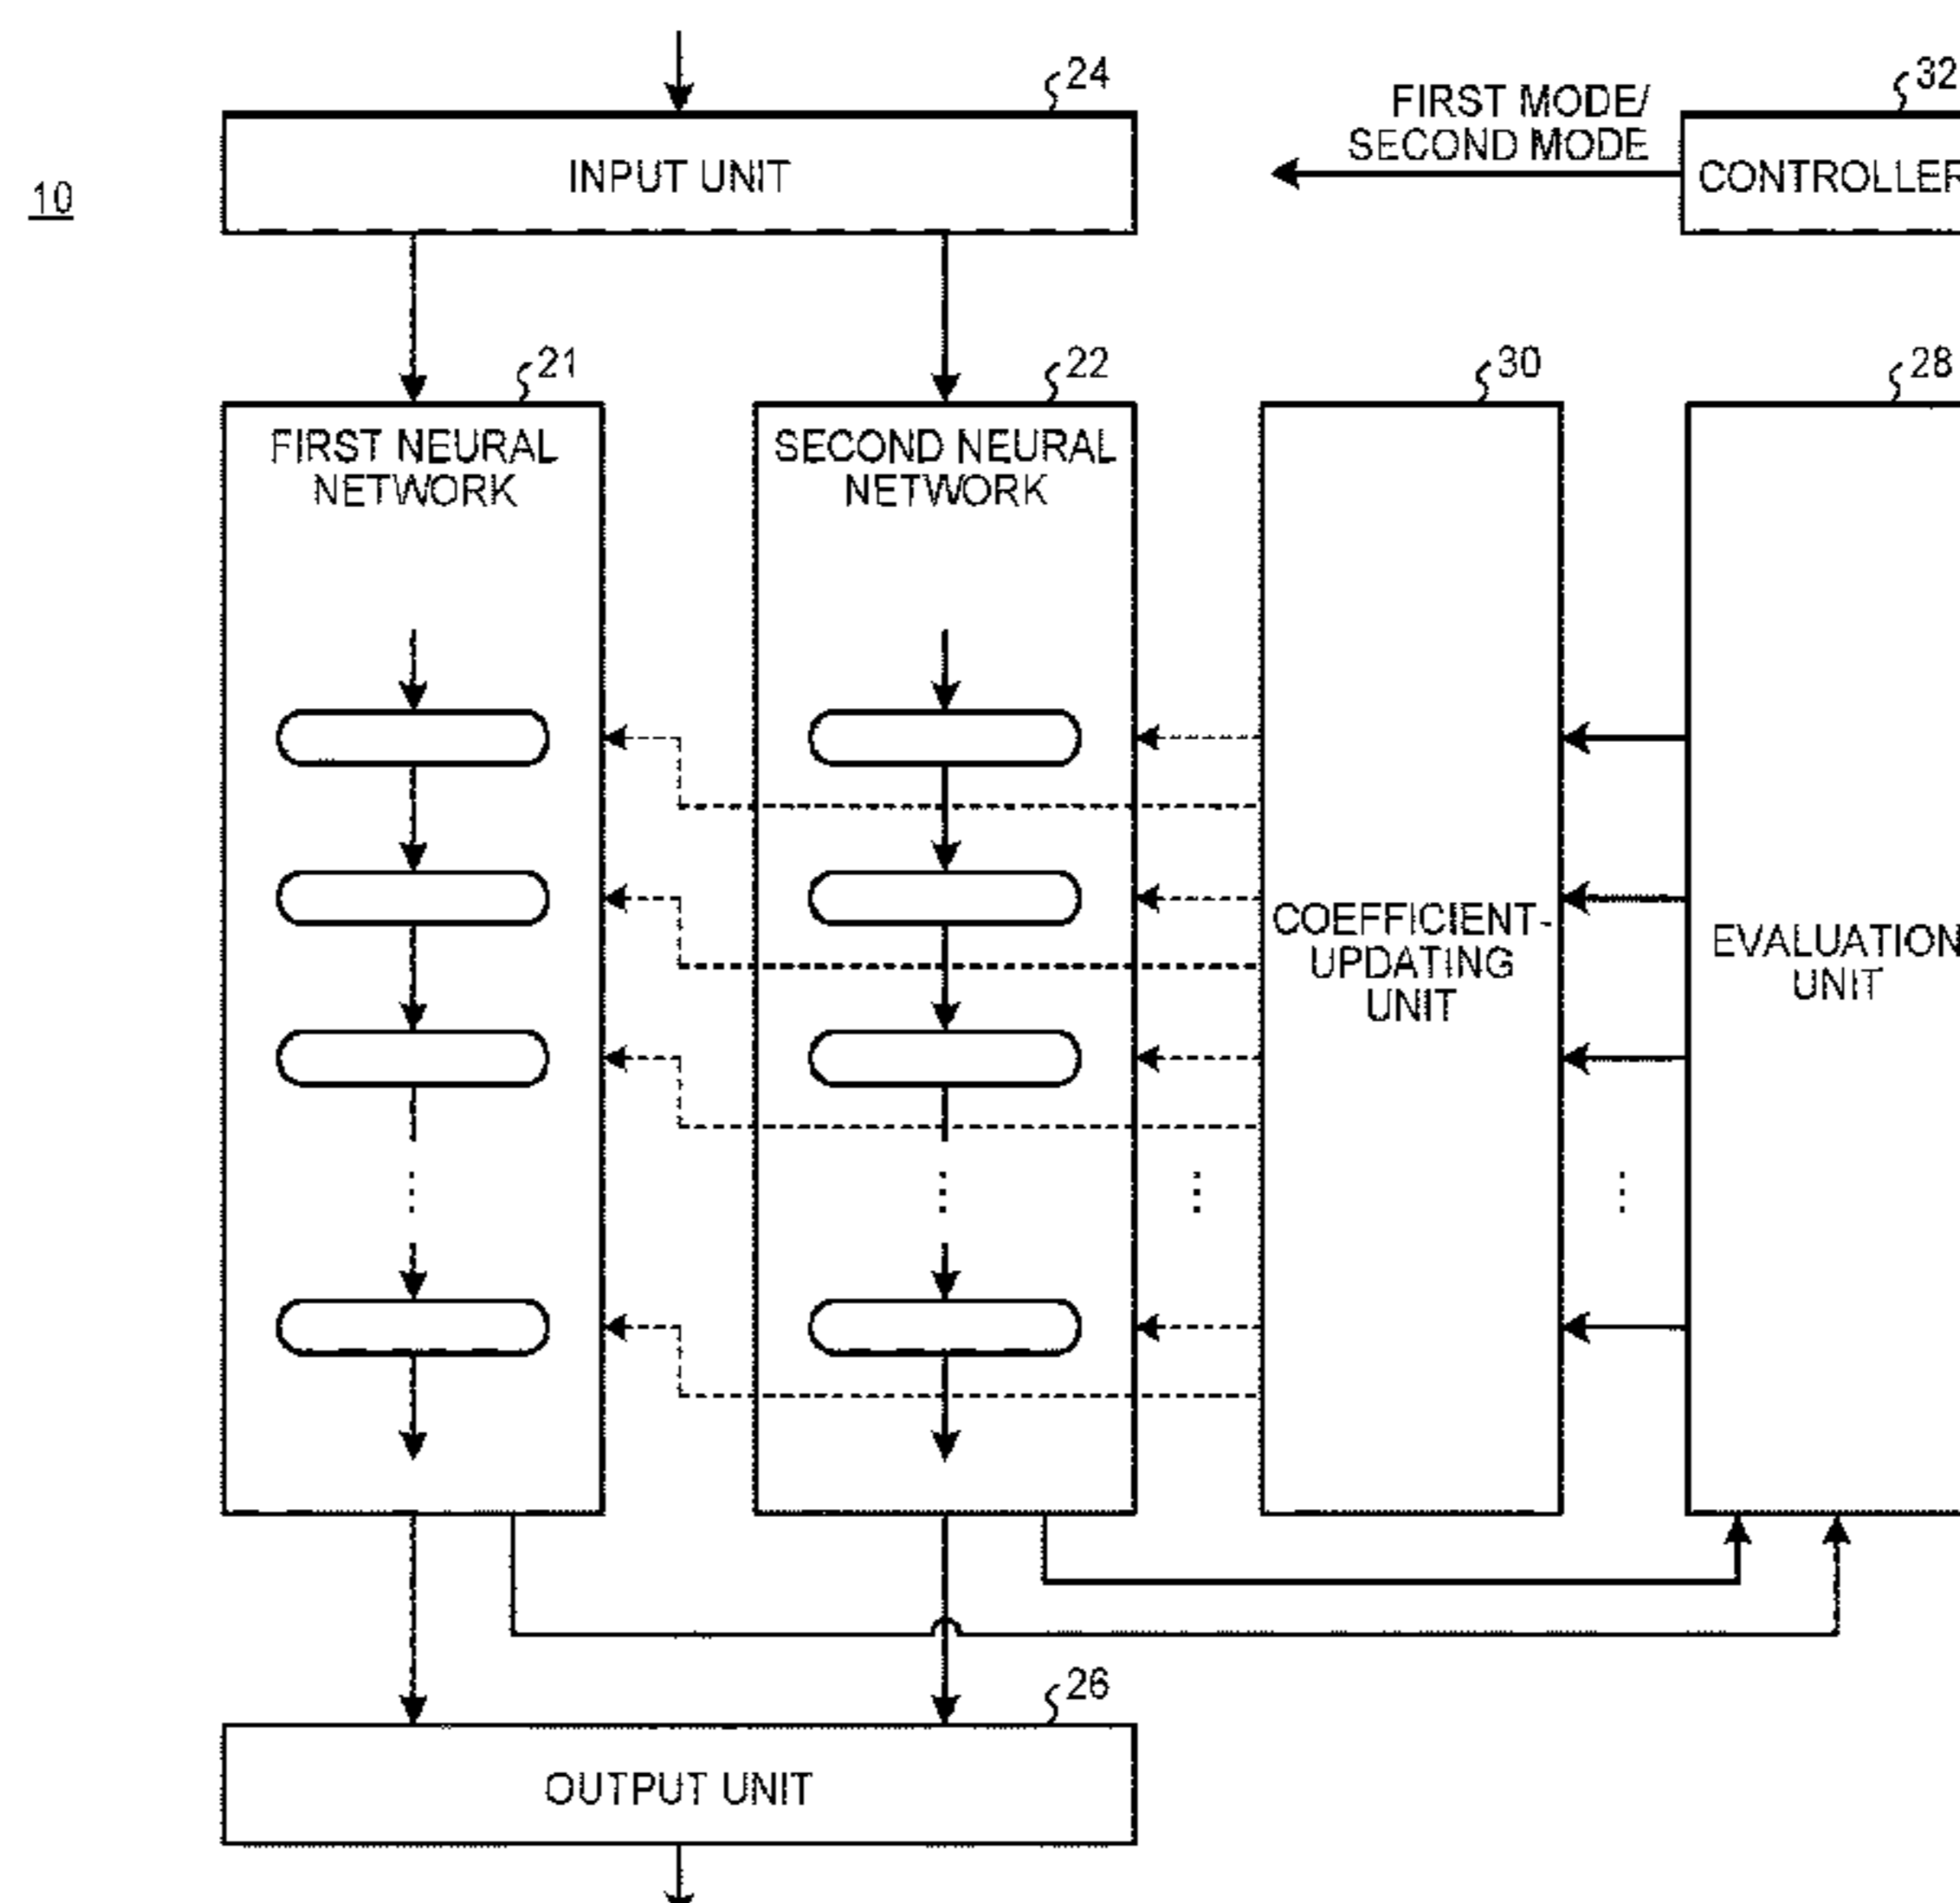 10
24
INPUT UNIT
FIRST MODE/
SECOND MODE
32
CONTROLLER
21
FIRST NEURAL
NETWORK
22
SECOND NEURAL
NETWORK
30
COEFFICIENT-
UPDATING
UNIT
28
EVALUATION
UNIT
26
OUTPUT UNIT